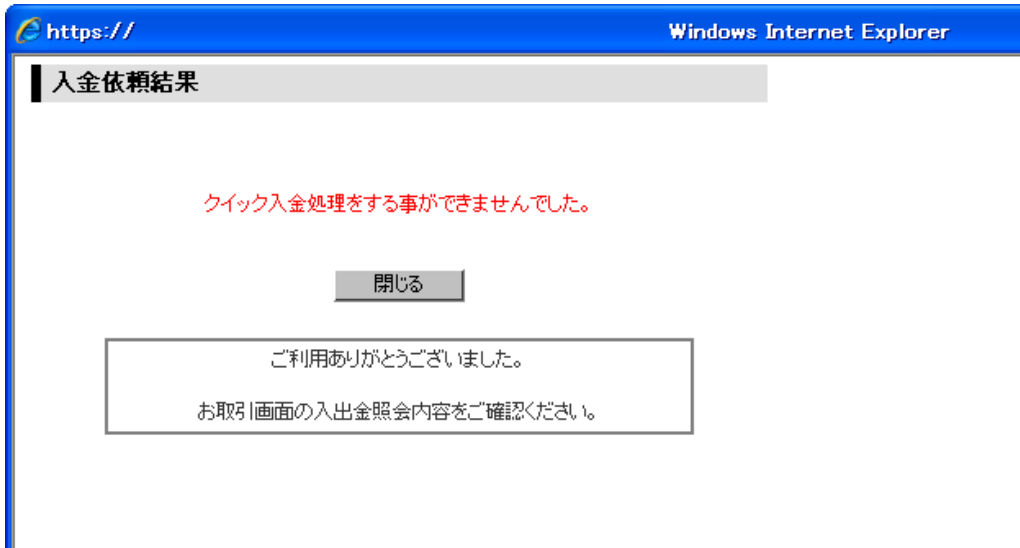 https:// Windows Internet Explorer
入金依頼結果
クイック入金処理をする事ができませんでした。
閉じる
ご利用ありがとうございました。
お取引画面の入出金照会内容をご確認ください。